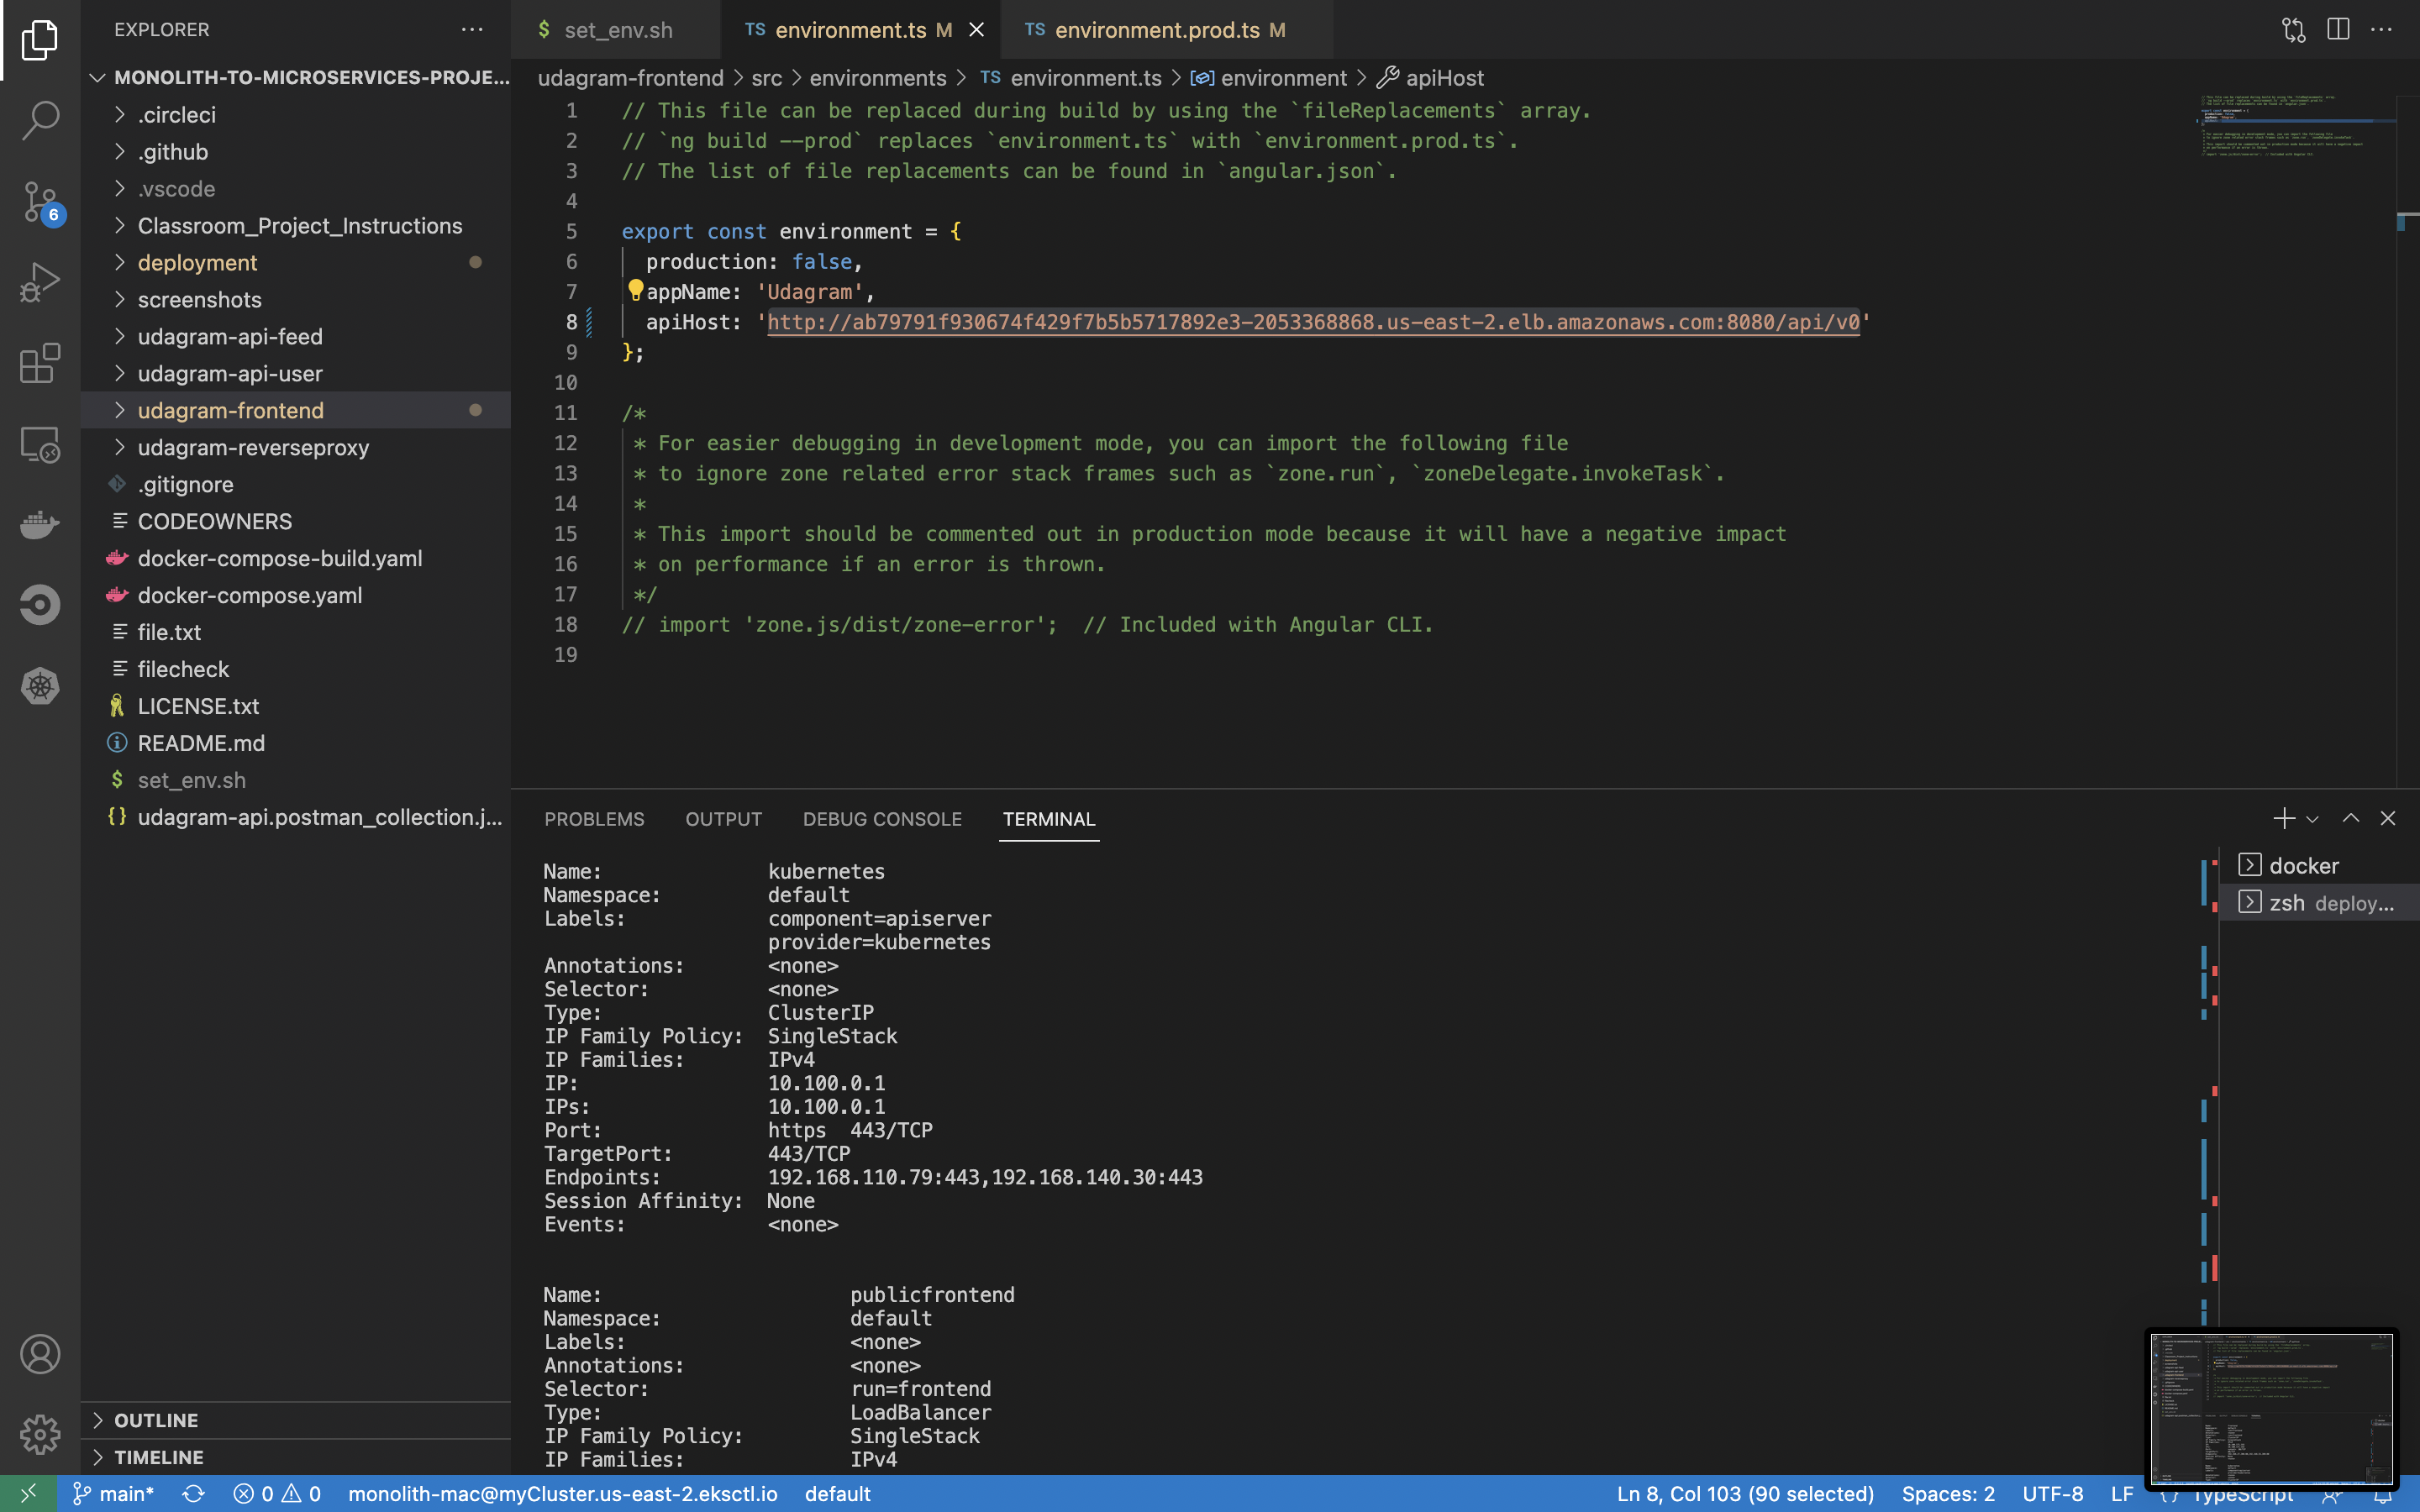 EXPLORER
MONOLITH-TO-MICROSERVICES-PROJE...
.circleci
.github
.vscode
Classroom_Project_Instructions
deployment
screenshots
udagram-api-feed
udagram-api-user
udagram-frontend
udagram-reverseproxy
.gitignore
CODEOWNERS
docker-compose-build.yaml
docker-compose.yaml
file.txt
filecheck
LICENSE.txt
README.md
$ set_env.sh
{} udagram-api.postman_collection.j...
OUTLINE
TIMELINE
6
$ set_env.sh
TS environment.ts M
TS environment.prod.ts M
udagram-frontend > src > environments > TS environment.ts > environment > apiHost
1 // This file can be replaced during build by using the `fileReplacements` array.
2 // `ng build --prod` replaces `environment.ts` with `environment.prod.ts`.
3 // The list of file replacements can be found in `angular.json`.
4
5 export const environment = {
6 production: false,
7 appName: 'Udagram',
8 apiHost: 'http://ab79791f930674f429f7b5b5717892e3-2053368868.us-east-2.elb.amazonaws.com:8080/api/v0'
9 };
10
11 /*
12 * For easier debugging in development mode, you can import the following file
13 * to ignore zone related error stack frames such as `zone.run`, `zoneDelegate.invokeTask`.
14 *
15 * This import should be commented out in production mode because it will have a negative impact
16 * on performance if an error is thrown.
17 */
18 // import 'zone.js/dist/zone-error';  // Included with Angular CLI.
19
PROBLEMS OUTPUT DEBUG CONSOLE TERMINAL
docker
zsh deploy...
Name: kubernetes
Namespace: default
Labels: component=apiserver
provider=kubernetes
Annotations: <none>
Selector: <none>
Type: ClusterIP
IP Family Policy: SingleStack
IP Families: IPv4
IP: 10.100.0.1
IPs: 10.100.0.1
Port: https 443/TCP
TargetPort: 443/TCP
Endpoints: 192.168.110.79:443,192.168.140.30:443
Session Affinity: None
Events: <none>
Name: publicfrontend
Namespace: default
Labels: <none>
Annotations: <none>
Selector: run=frontend
Type: LoadBalancer
IP Family Policy: SingleStack
IP Families: IPv4
main* 0 0 monolith-mac@myCluster.us-east-2.eksctl.io default Ln 8, Col 103 (90 selected) Spaces: 2 UTF-8 LF {} TypeScript